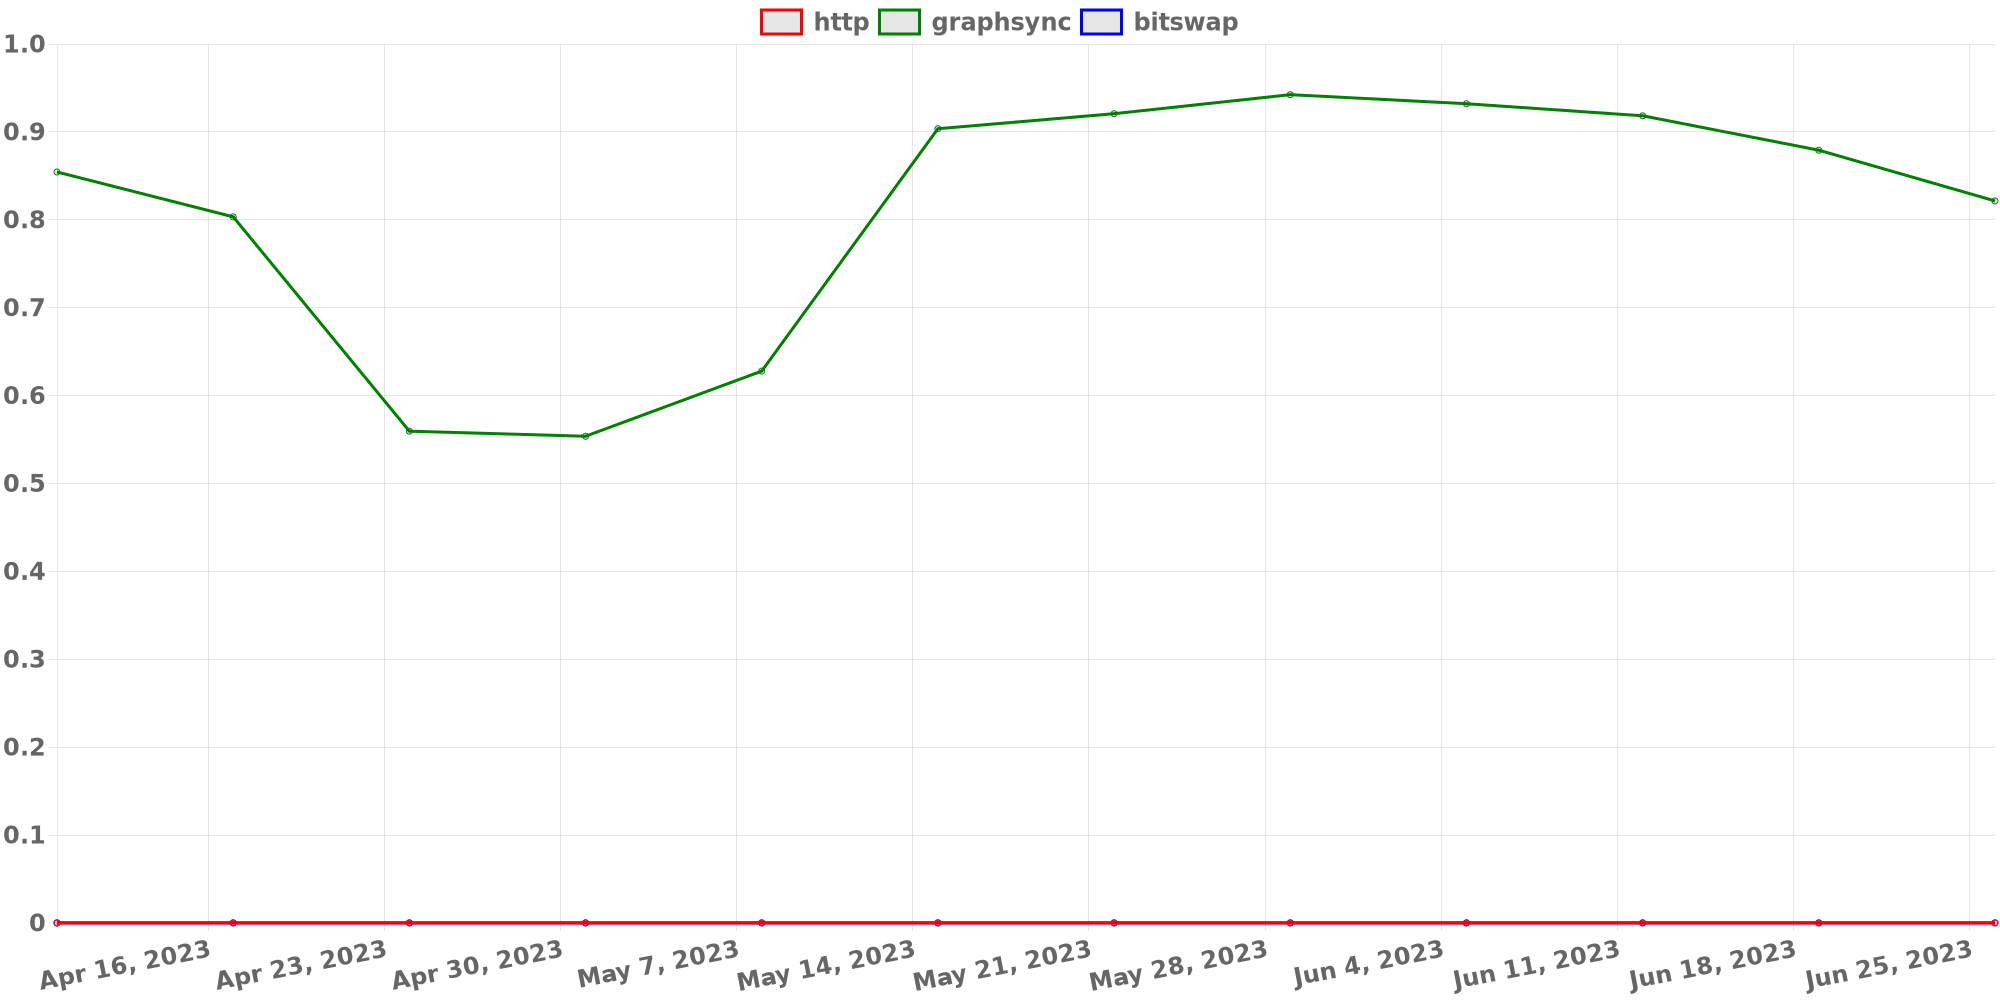 http graphsync bitswap
1.0
0.9
0.8
0.7
0.6
0.5
0.4
0.3
0.2
0.1
0
Apr 16, 2023
Apr 23, 2023
Apr 30, 2023
May 7, 2023
May 14, 2023
May 21, 2023
May 28, 2023
Jun 4, 2023
Jun 11, 2023
Jun 18, 2023
Jun 25, 2023